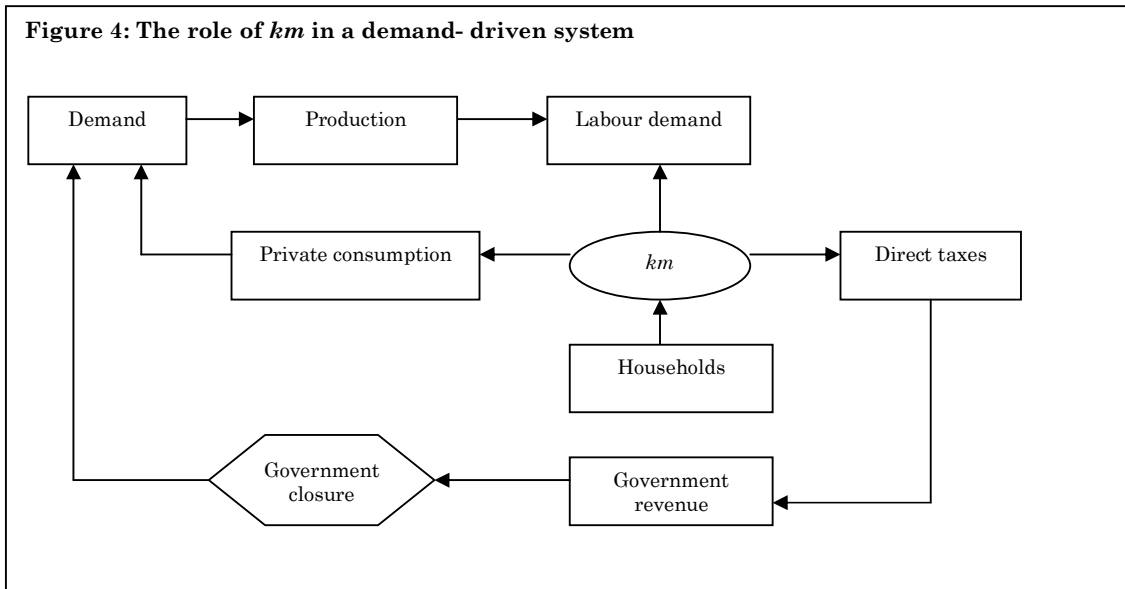 Figure 4: The role of km in a demand- driven system
Demand
Production
Labour demand
Private consumption
km
Direct taxes
Households
Government
closure
Government
revenue